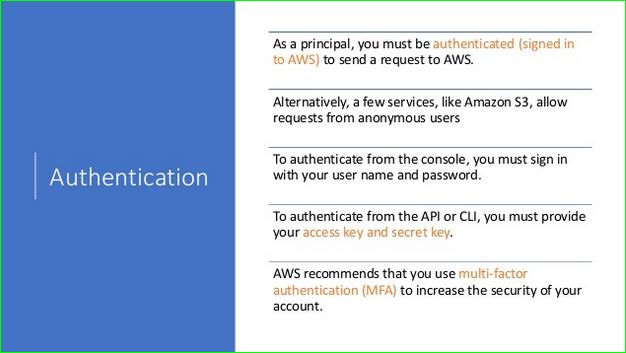 Authentication
As a principal, you must be authenticated (signed in
to AWS) to send a request to AWS.
Alternatively, a few services, like Amazon S3, allow
requests from anonymous users
To authenticate from the console, you must sign in
with your user name and password.
To authenticate from the API or CLI, you must provide
your access key and secret key.
AWS recommends that you use multi-factor
authentication (MFA) to increase the security of your
account.